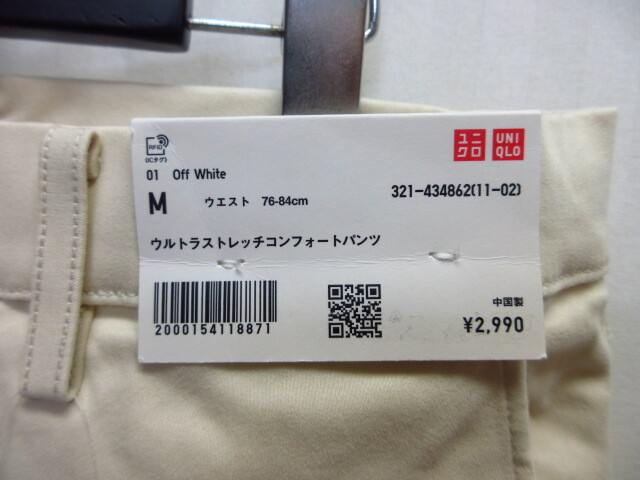 RFID
(ICタグ)
ユニ
クロ
UNI
QLO
01 Off White
M ウエスト 76-84cm
321-434862(11-02)
ウルトラストレッチコンフォートパンツ
2000154118871
中国製
¥2,990